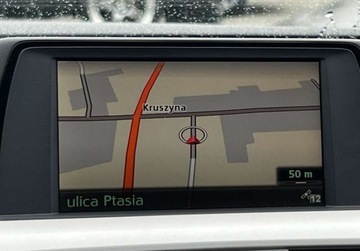 Kruszyna
50 m
ulica Ptasia
12